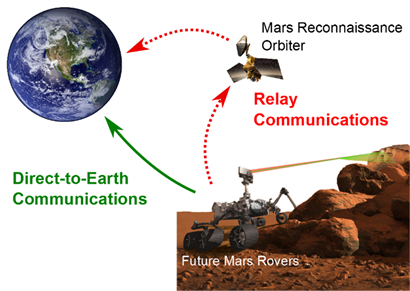 Mars Reconnaissance
Orbiter
Relay
Communications
Direct-to-Earth
Communications
Future Mars Rovers